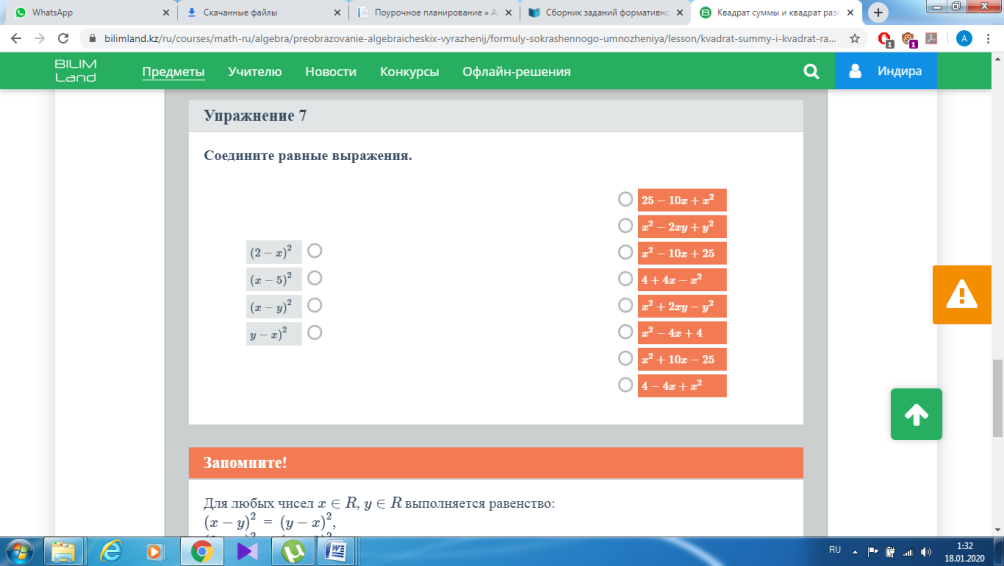 WhatsApp
Скачанные файлы
Поурочное планирование » А
Сборник заданий формативно
Квадрат суммы и квадрат разн
bilimland.kz/ru/courses/math-ru/algebra/preobrazovanie-algebraicheskix-vyrazhenij/formuly-sokrashennogo-umnozheniya/lesson/kvadrat-summy-i-kvadrat-ra...
1
1
A
BILIM
Land
Предметы
Учителю
Новости
Конкурсы
Офлайн-решения
Индира
Упражнение 7
Соедините равные выражения.
(2 − x)²
(x − 5)²
(x − y)²
y − x)²
25 − 10x + x²
x² − 2xy + y²
x² − 10x + 25
4 + 4x − x²
x² + 2xy − y²
x² − 4x + 4
x² + 10x − 25
4 − 4x + x²
Запомните!
Для любых чисел x ∈ R, y ∈ R выполняется равенство:
(x − y)² = (y − x)²,
RU
1:32
18.01.2020